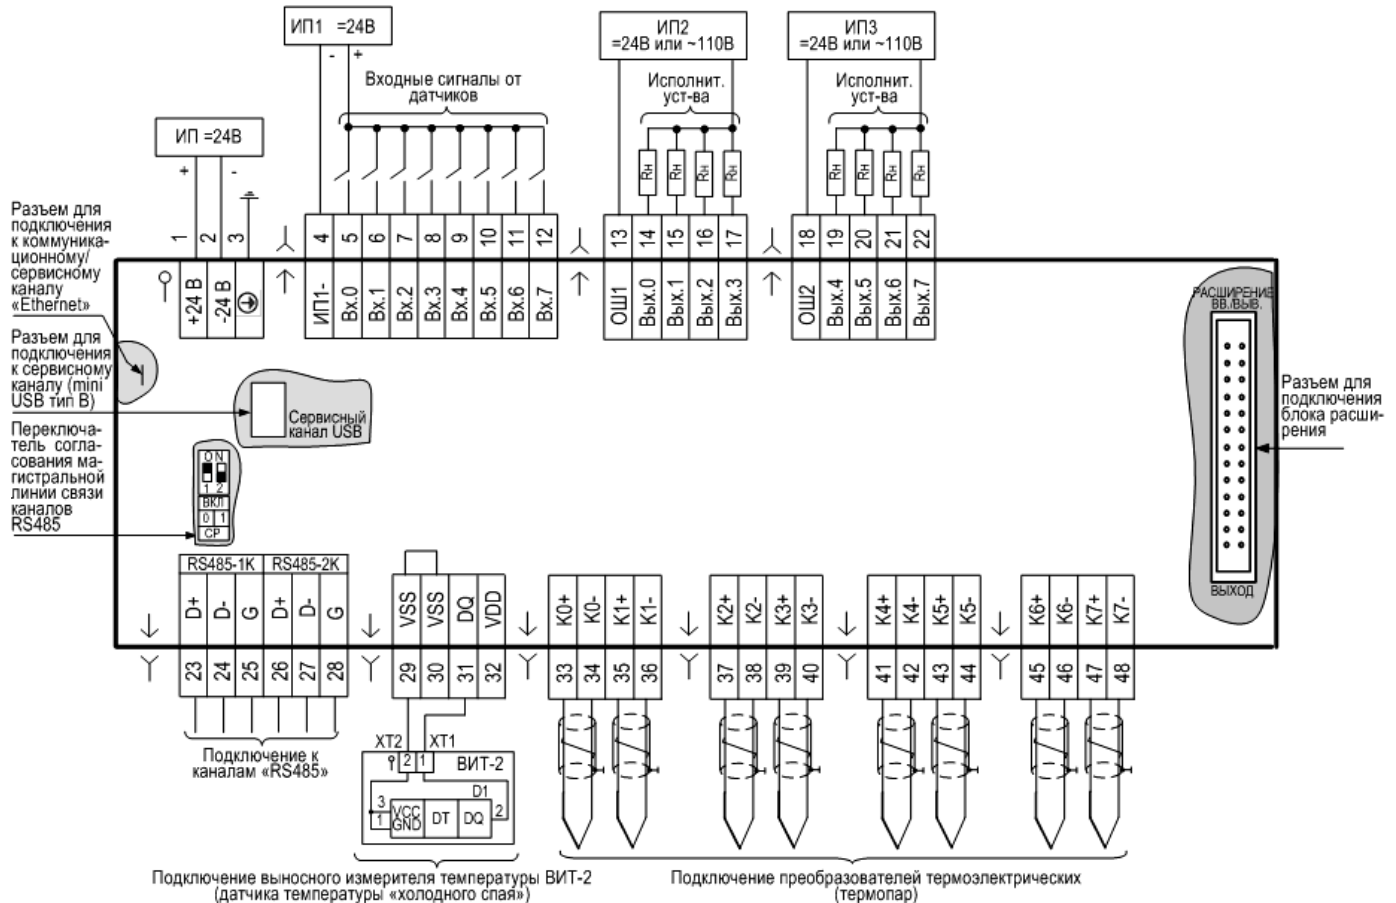 ИП1 =24В
- +
Входные сигналы от
датчиков
ИП2
=24В или ~110В
Исполнит.
уст-ва
Rн Rн Rн Rн
ИП3
=24В или ~110В
Исполнит.
уст-ва
Rн Rн Rн Rн
ИП =24В
+ -
1 2 3
4 5 6 7 8 9 10 11 12
13 14 15 16 17
18 19 20 21 22
+24 В
-24 В
ИП1-
Вх.0
Вх.1
Вх.2
Вх.3
Вх.4
Вх.5
Вх.6
Вх.7
ОШ1
Вых.0
Вых.1
Вых.2
Вых.3
ОШ2
Вых.4
Вых.5
Вых.6
Вых.7
Разъем для
подключения
к коммуника-
ционному/
сервисному
каналу
«Ethernet»
Разъем для
подключения
к сервисному
каналу (mini
USB тип B)
Переключа-
тель согла-
сования ма-
гистральной
линии связи
каналов
RS485
Сервисный
канал USB
ON
1 2
ВКЛ
0 1
СР
РАСШИРЕНИЕ
ВВ./ВЫВ.
ВЫХОД
Разъем для
подключения
блока расши-
рения
RS485-1К RS485-2К
D+ D- G D+ D- G
23 24 25 26 27 28
Подключение к
каналам «RS485»
VSS VSS DQ VDD
29 30 31 32
XT2 XT1
2 1
ВИТ-2
D1
3
1
VCC
GND
DT
DQ
2
Подключение выносного измерителя температуры ВИТ-2
(датчика температуры «холодного спая»)
K0+ K0- K1+ K1-
33 34 35 36
K2+ K2- K3+ K3-
37 38 39 40
K4+ K4- K5+ K5-
41 42 43 44
K6+ K6- K7+ K7-
45 46 47 48
Подключение преобразователей термоэлектрических
(термопар)